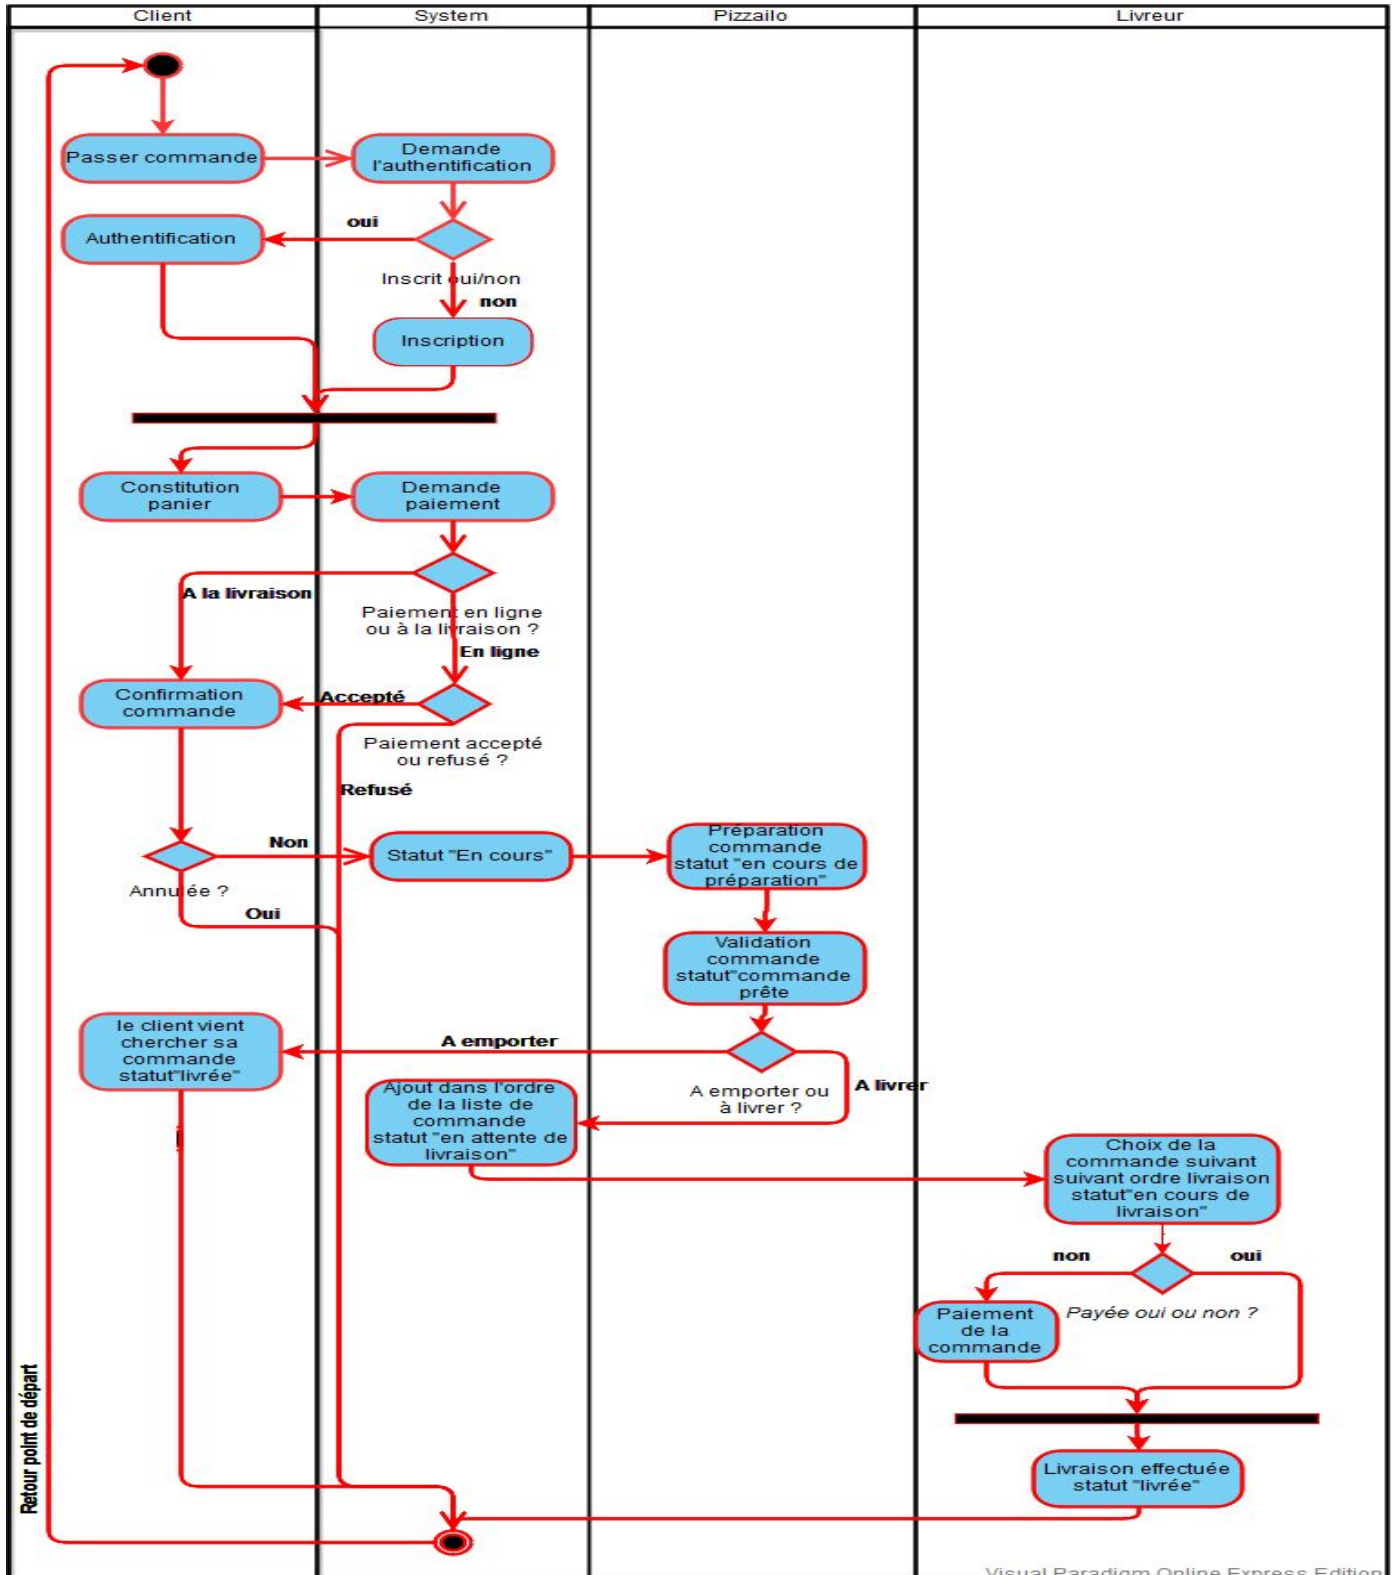 Client
System
Pizzailo
Livreur
Passer commande
Demande
l'authentification
oui
Authentification
Inscrit oui/non
non
Inscription
Constitution
panier
Demande
paiement
A la livraison
Paiement en ligne
ou à la livraison ?
En ligne
Confirmation
commande
Accepté
Paiement accepté
ou refusé ?
Refusé
Non
Statut "En cours"
Préparation
commande
statut "en cours de
préparation"
Annulée ?
Oui
Validation
commande
statut"commande
prête
le client vient
chercher sa
commande
statut"livrée"
A emporter
A emporter ou
à livrer ?
A livrer
Ajout dans l'ordre
de la liste de
commande
statut "en attente de
livraison"
Choix de la
commande suivant
suivant ordre livraison
statut"en cours de
livraison"
non
oui
Payée oui ou non ?
Paiement
de la
commande
Retour point de départ
Livraison effectuée
statut "livrée"
Visual Paradigm Online Express Edition